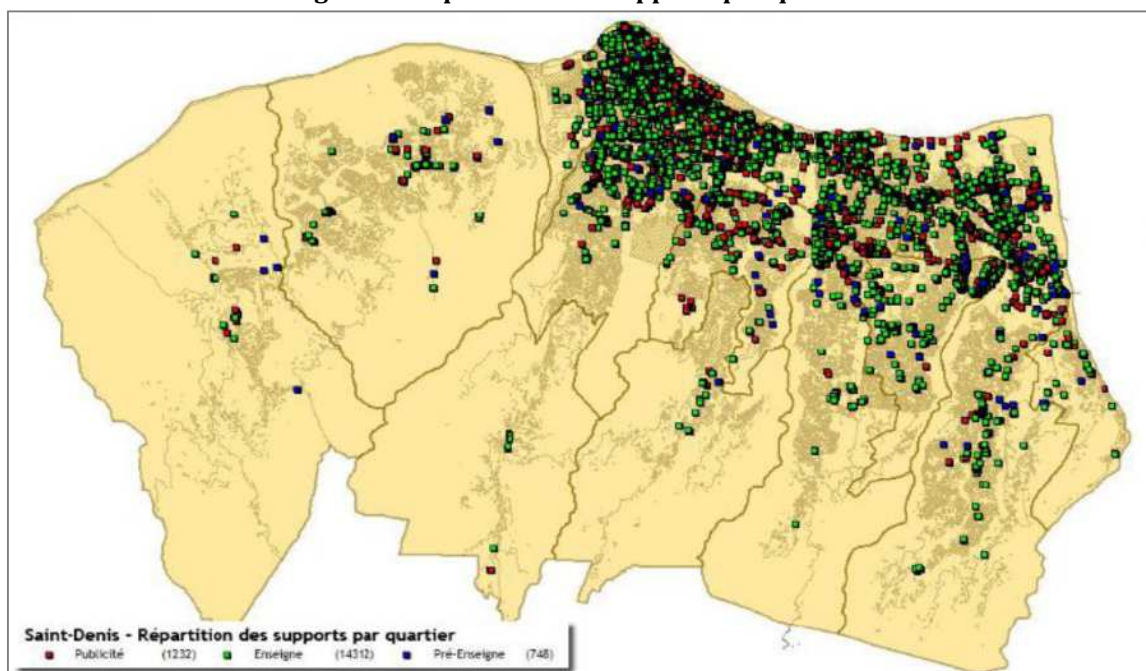 Saint-Denis - Répartition des supports par quartier
Publicité (1232) Enseigne (14312) Pré-Enseigne (748)